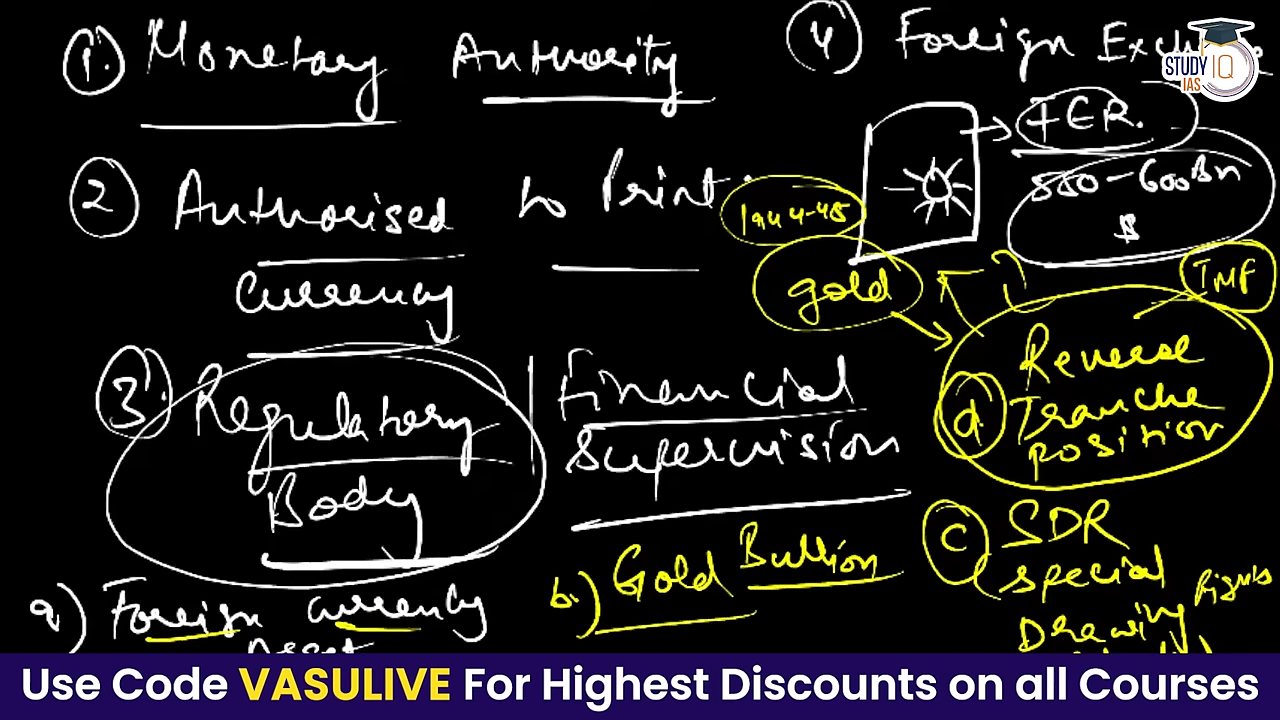 1. Monetary Authority
2 Authorised to Print
currency
3. Regulatory
Body
Financial
Supervision
4 Foreign
STUDY IQ
IAS
FER.
550-600Bn
$
1944-45
gold
IMF
d. Reverse
Tranche
position
a) Foreign currency
Asset
b.) Gold Bullion
C SDR
special
Drawing Rights
Use Code VASULIVE For Highest Discounts on all Courses